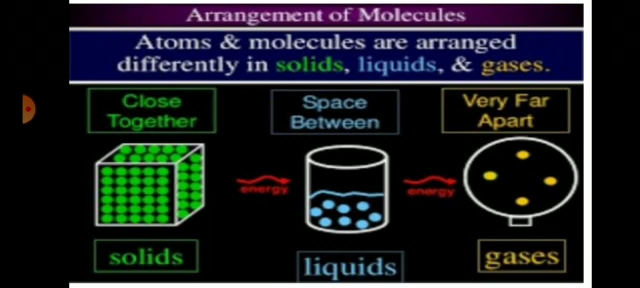 Arrangement of Molecules
Atoms & molecules are arranged
differently in solids, liquids, & gases.
Close
Together
Space
Between
Very Far
Apart
energy
energy
solids
liquids
gases